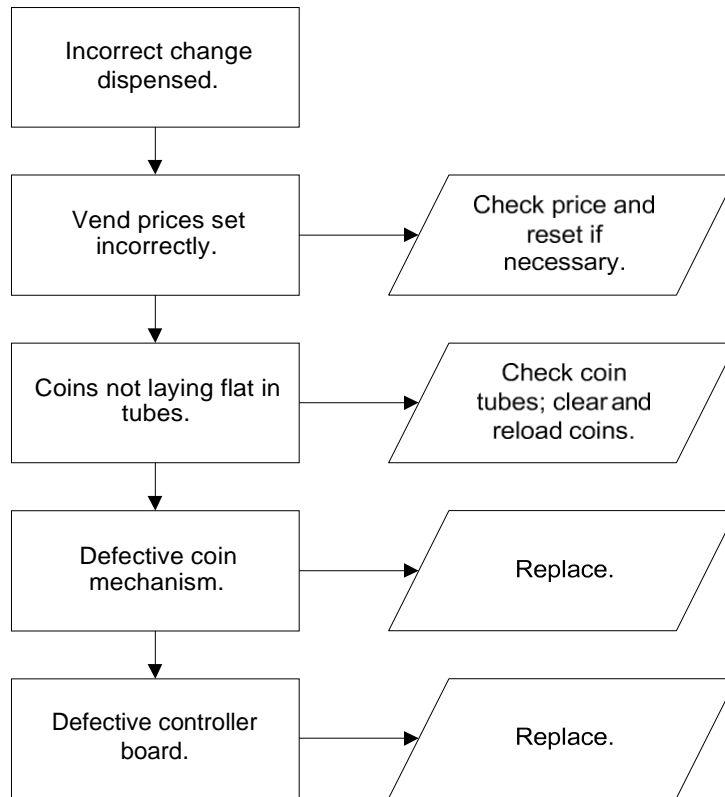 Incorrect change
dispensed.
Vend prices set
incorrectly.
Check price and
reset if
necessary.
Coins not laying flat in
tubes.
Check coin
tubes; clear and
reload coins.
Defective coin
mechanism.
Replace.
Defective controller
board.
Replace.